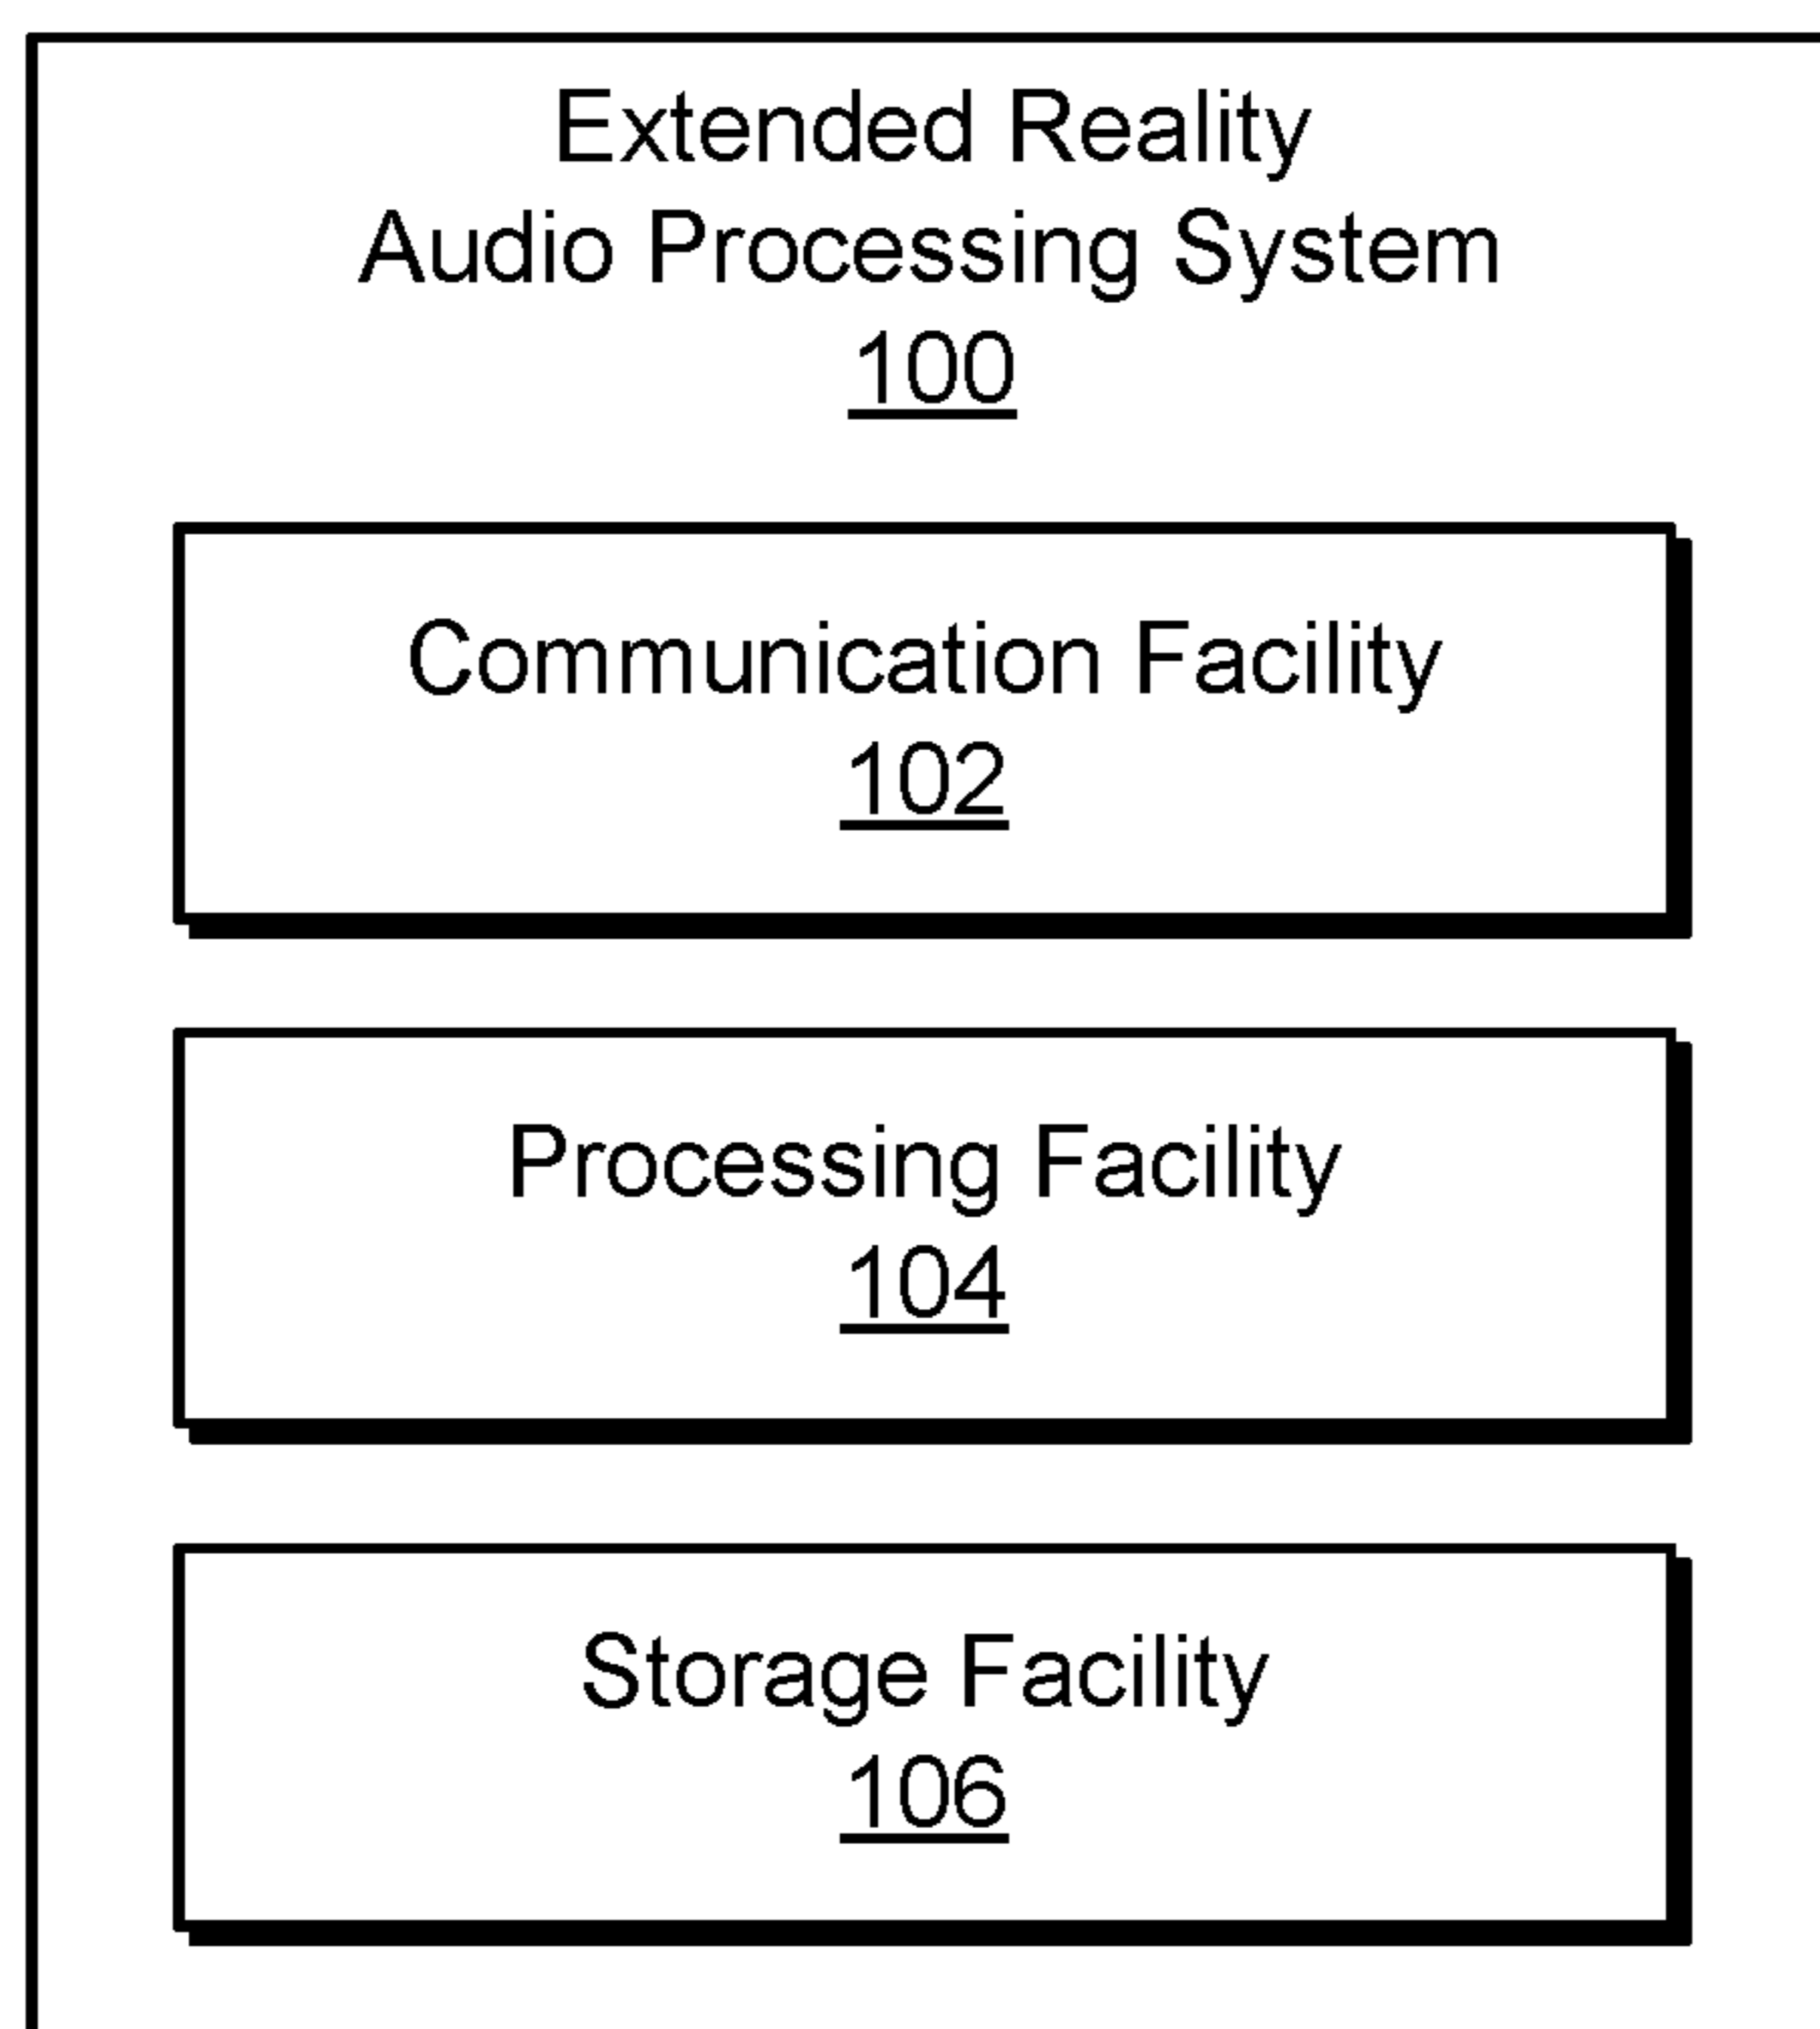 Extended Reality
Audio Processing System
100
Communication Facility
102
Processing Facility
104
Storage Facility
106